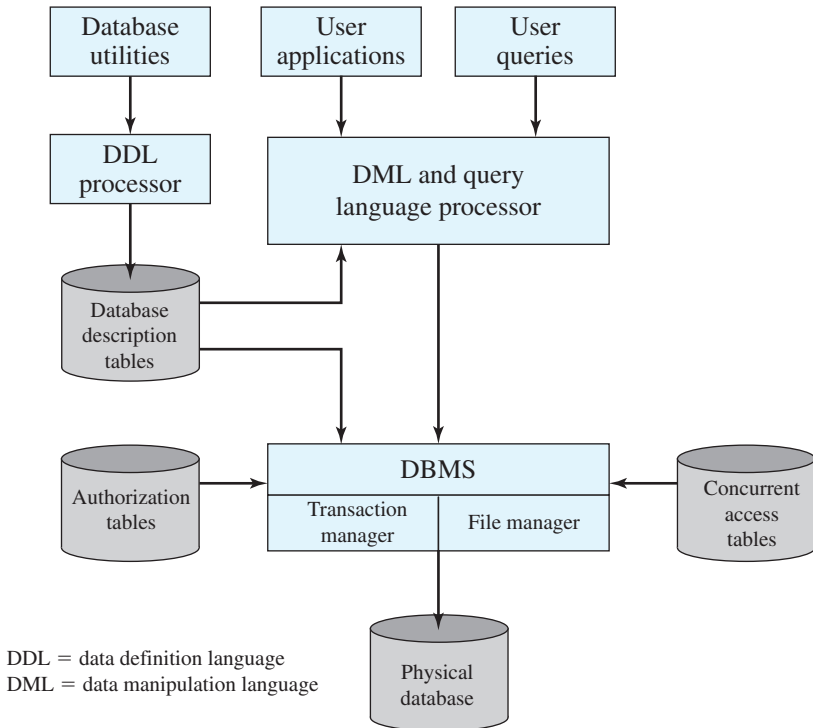 Database
utilities
User
applications
User
queries
DDL
processor
DML and query
language processor
Database
description
tables
DBMS
Transaction
manager
File manager
Authorization
tables
Concurrent
access
tables
Physical
database
DDL = data definition language
DML = data manipulation language